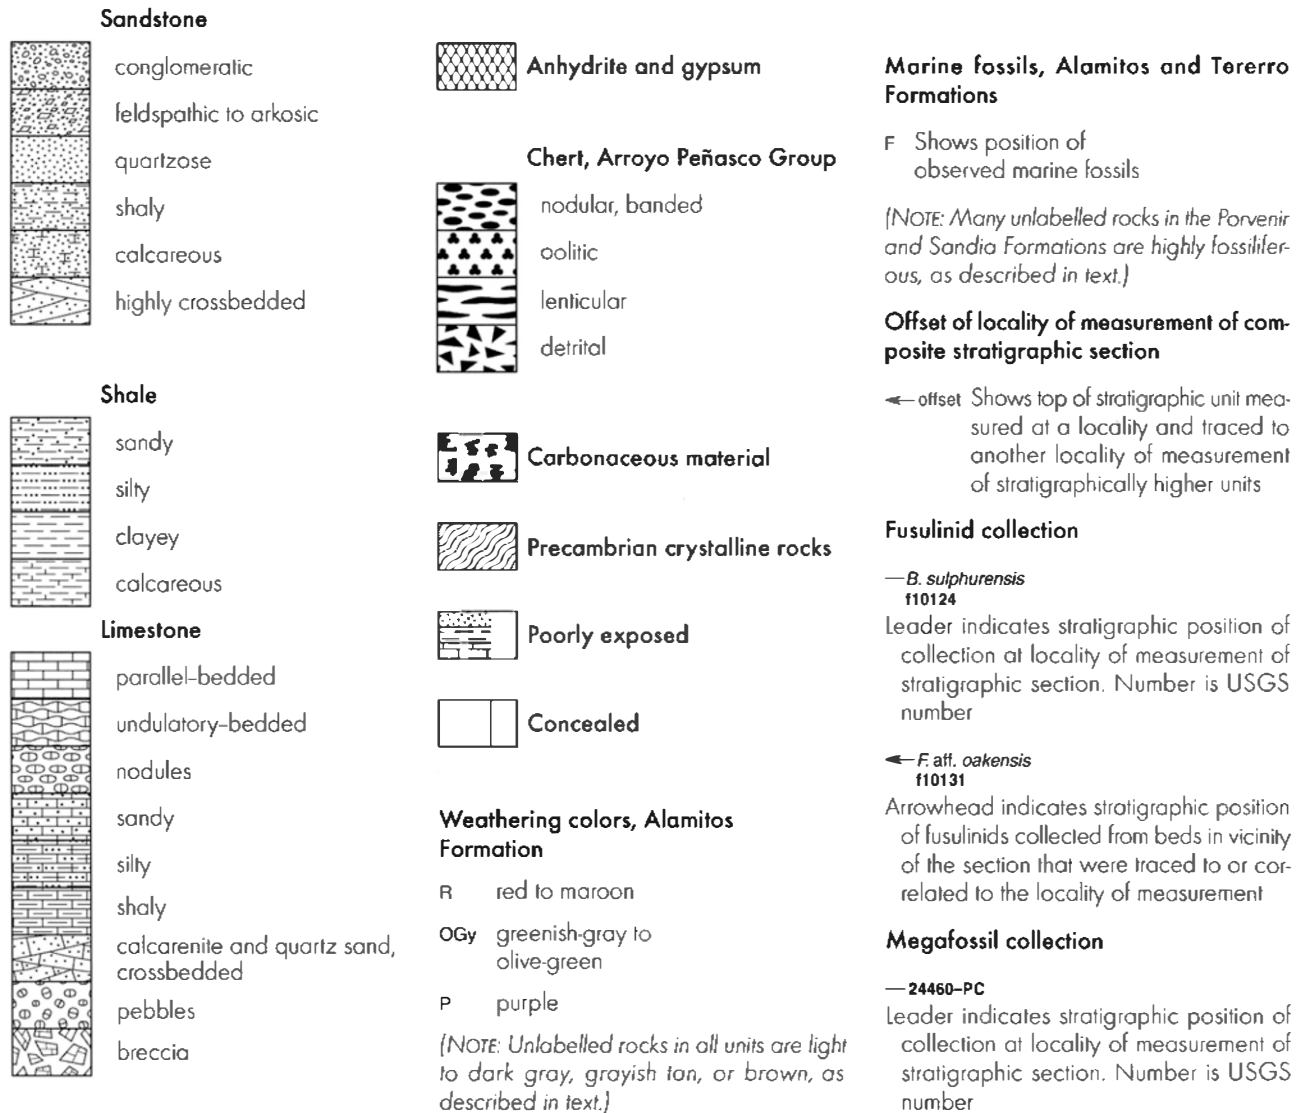 Sandstone
conglomeratic
feldspathic to arkosic
quartzose
shaly
calcareous
highly crossbedded
Shale
sandy
silty
clayey
calcareous
Limestone
parallel-bedded
undulatory-bedded
nodules
sandy
silty
shaly
calcarenite and quartz sand,
crossbedded
pebbles
breccia
Anhydrite and gypsum
Chert, Arroyo Peñasco Group
nodular, banded
oolitic
lenticular
detrital
Carbonaceous material
Precambrian crystalline rocks
Poorly exposed
Concealed
Weathering colors, Alamitos
Formation
R red to maroon
OGy greenish-gray to
olive-green
P purple
(NOTE: Unlabelled rocks in all units are light
to dark gray, grayish tan, or brown, as
described in text.)
Marine fossils, Alamitos and Tererro
Formations
F Shows position of
observed marine fossils
(NOTE: Many unlabelled rocks in the Porvenir
and Sandia Formations are highly fossilifer-
ous, as described in text.)
Offset of locality of measurement of com-
posite stratigraphic section
offset Shows top of stratigraphic unit mea-
sured at a locality and traced to
another locality of measurement
of stratigraphically higher units
Fusulinid collection
B. sulphurensis
f10124
Leader indicates stratigraphic position of
collection at locality of measurement of
stratigraphic section. Number is USGS
number
F. aff. oakensis
f10131
Arrowhead indicates stratigraphic position
of fusulinids collected from beds in vicinity
of the section that were traced to or cor-
related to the locality of measurement
Megafossil collection
24460-PC
Leader indicates stratigraphic position of
collection at locality of measurement of
stratigraphic section. Number is USGS
number